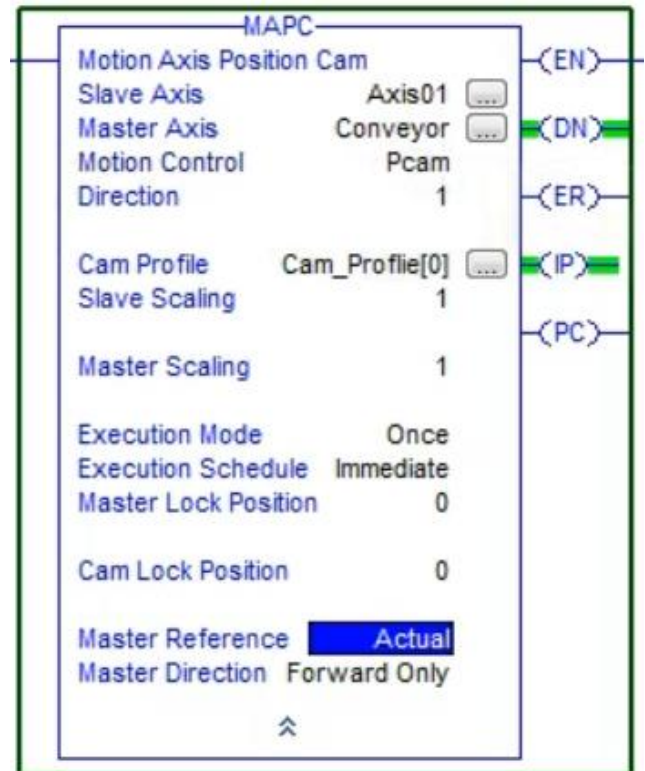 MAPC
Motion Axis Position Cam (EN)
Slave Axis Axis01 ...
Master Axis Conveyor ... (DN)
Motion Control Pcam
Direction 1 (ER)
Cam Profile Cam_Proflie[0] ... (IP)
Slave Scaling 1
(PC)
Master Scaling 1
Execution Mode Once
Execution Schedule Immediate
Master Lock Position 0
Cam Lock Position 0
Master Reference Actual
Master Direction Forward Only